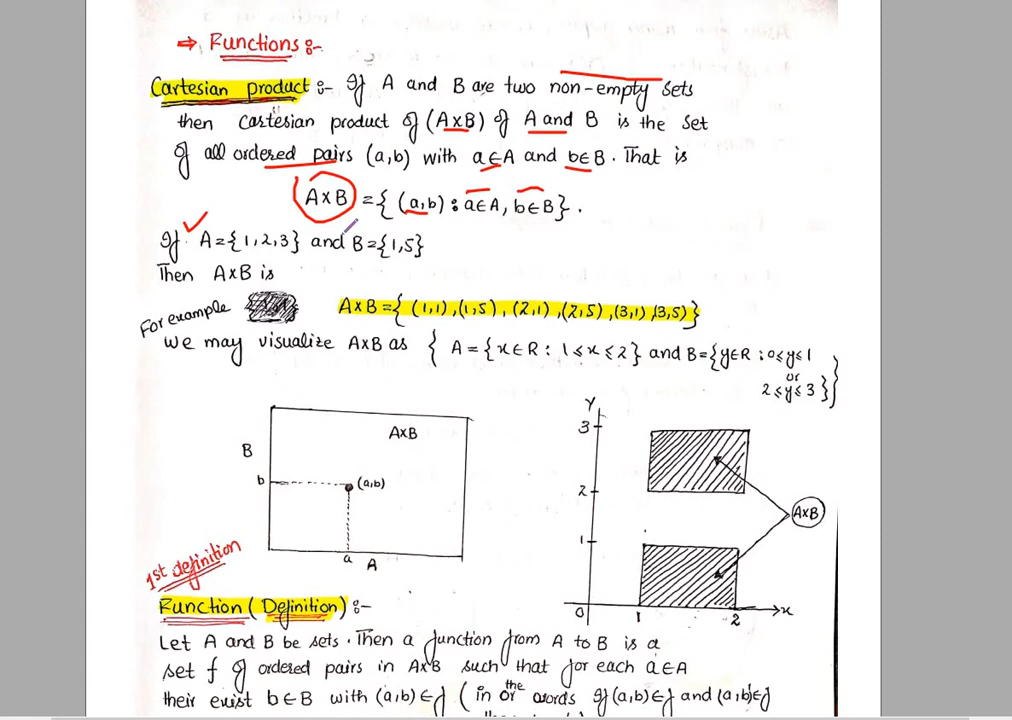 ⇒ Functions :-
Cartesian product :- If A and B are two non-empty sets
then cartesian product of (A×B) of A and B is the set
of all ordered pairs (a,b) with a∈A and b∈B. That is
A×B = { (a,b) : a∈A, b∈B }.
If A={1,2,3} and B={1,5}
Then A×B is
For example A×B={ (1,1),(1,5), (2,1),(2,5),(3,1),(3,5)}
we may visualize A×B as { A={x∈R: 1≤x≤2} and B={y∈R : 0≤y≤1
or
2≤y≤3}}
A×B
B
b
(a,b)
a
A
Y
3
2
1
0
1
2
x
A×B
1st definition
Function (Definition) :-
Let A and B be sets. Then a function from A to B is a
set f of ordered pairs in A×B such that for each a∈A
their exist b∈B with (a,b)∈f (in or the words if (a,b)∈f and (a,b)∈f